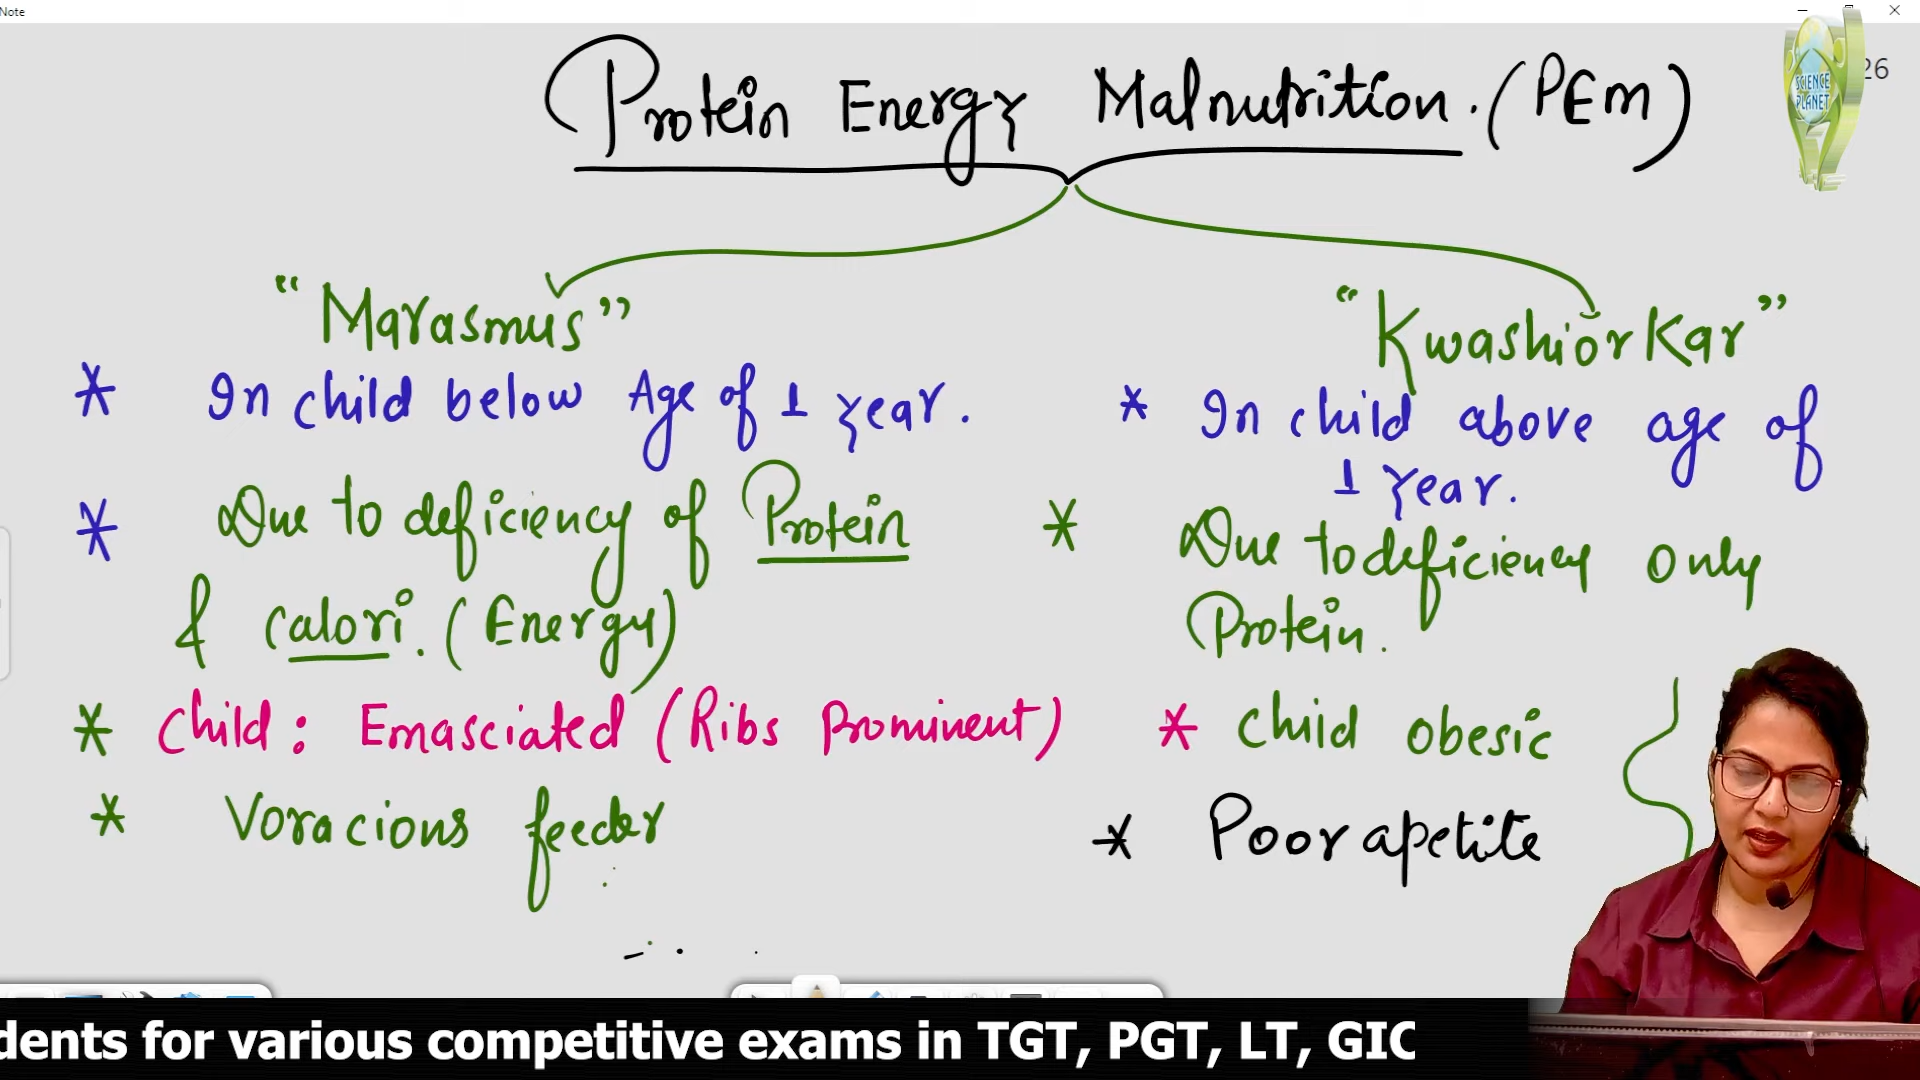 Note
Protein Energy Malnutrition. (PEM)
26
SCIENCE
PLANET
"Marasmus"
* In child below Age of 1 year.
* Due to deficiency of Protein
& calori. (Energy)
* Child : Emasciated (Ribs Prominent)
* Voracious feeder
"Kwashiorkar"
* In child above age of
1 year.
* Due to deficiency only
Protein.
* Child obesic
* Poor apetite
dents for various competitive exams in TGT, PGT, LT, GIC